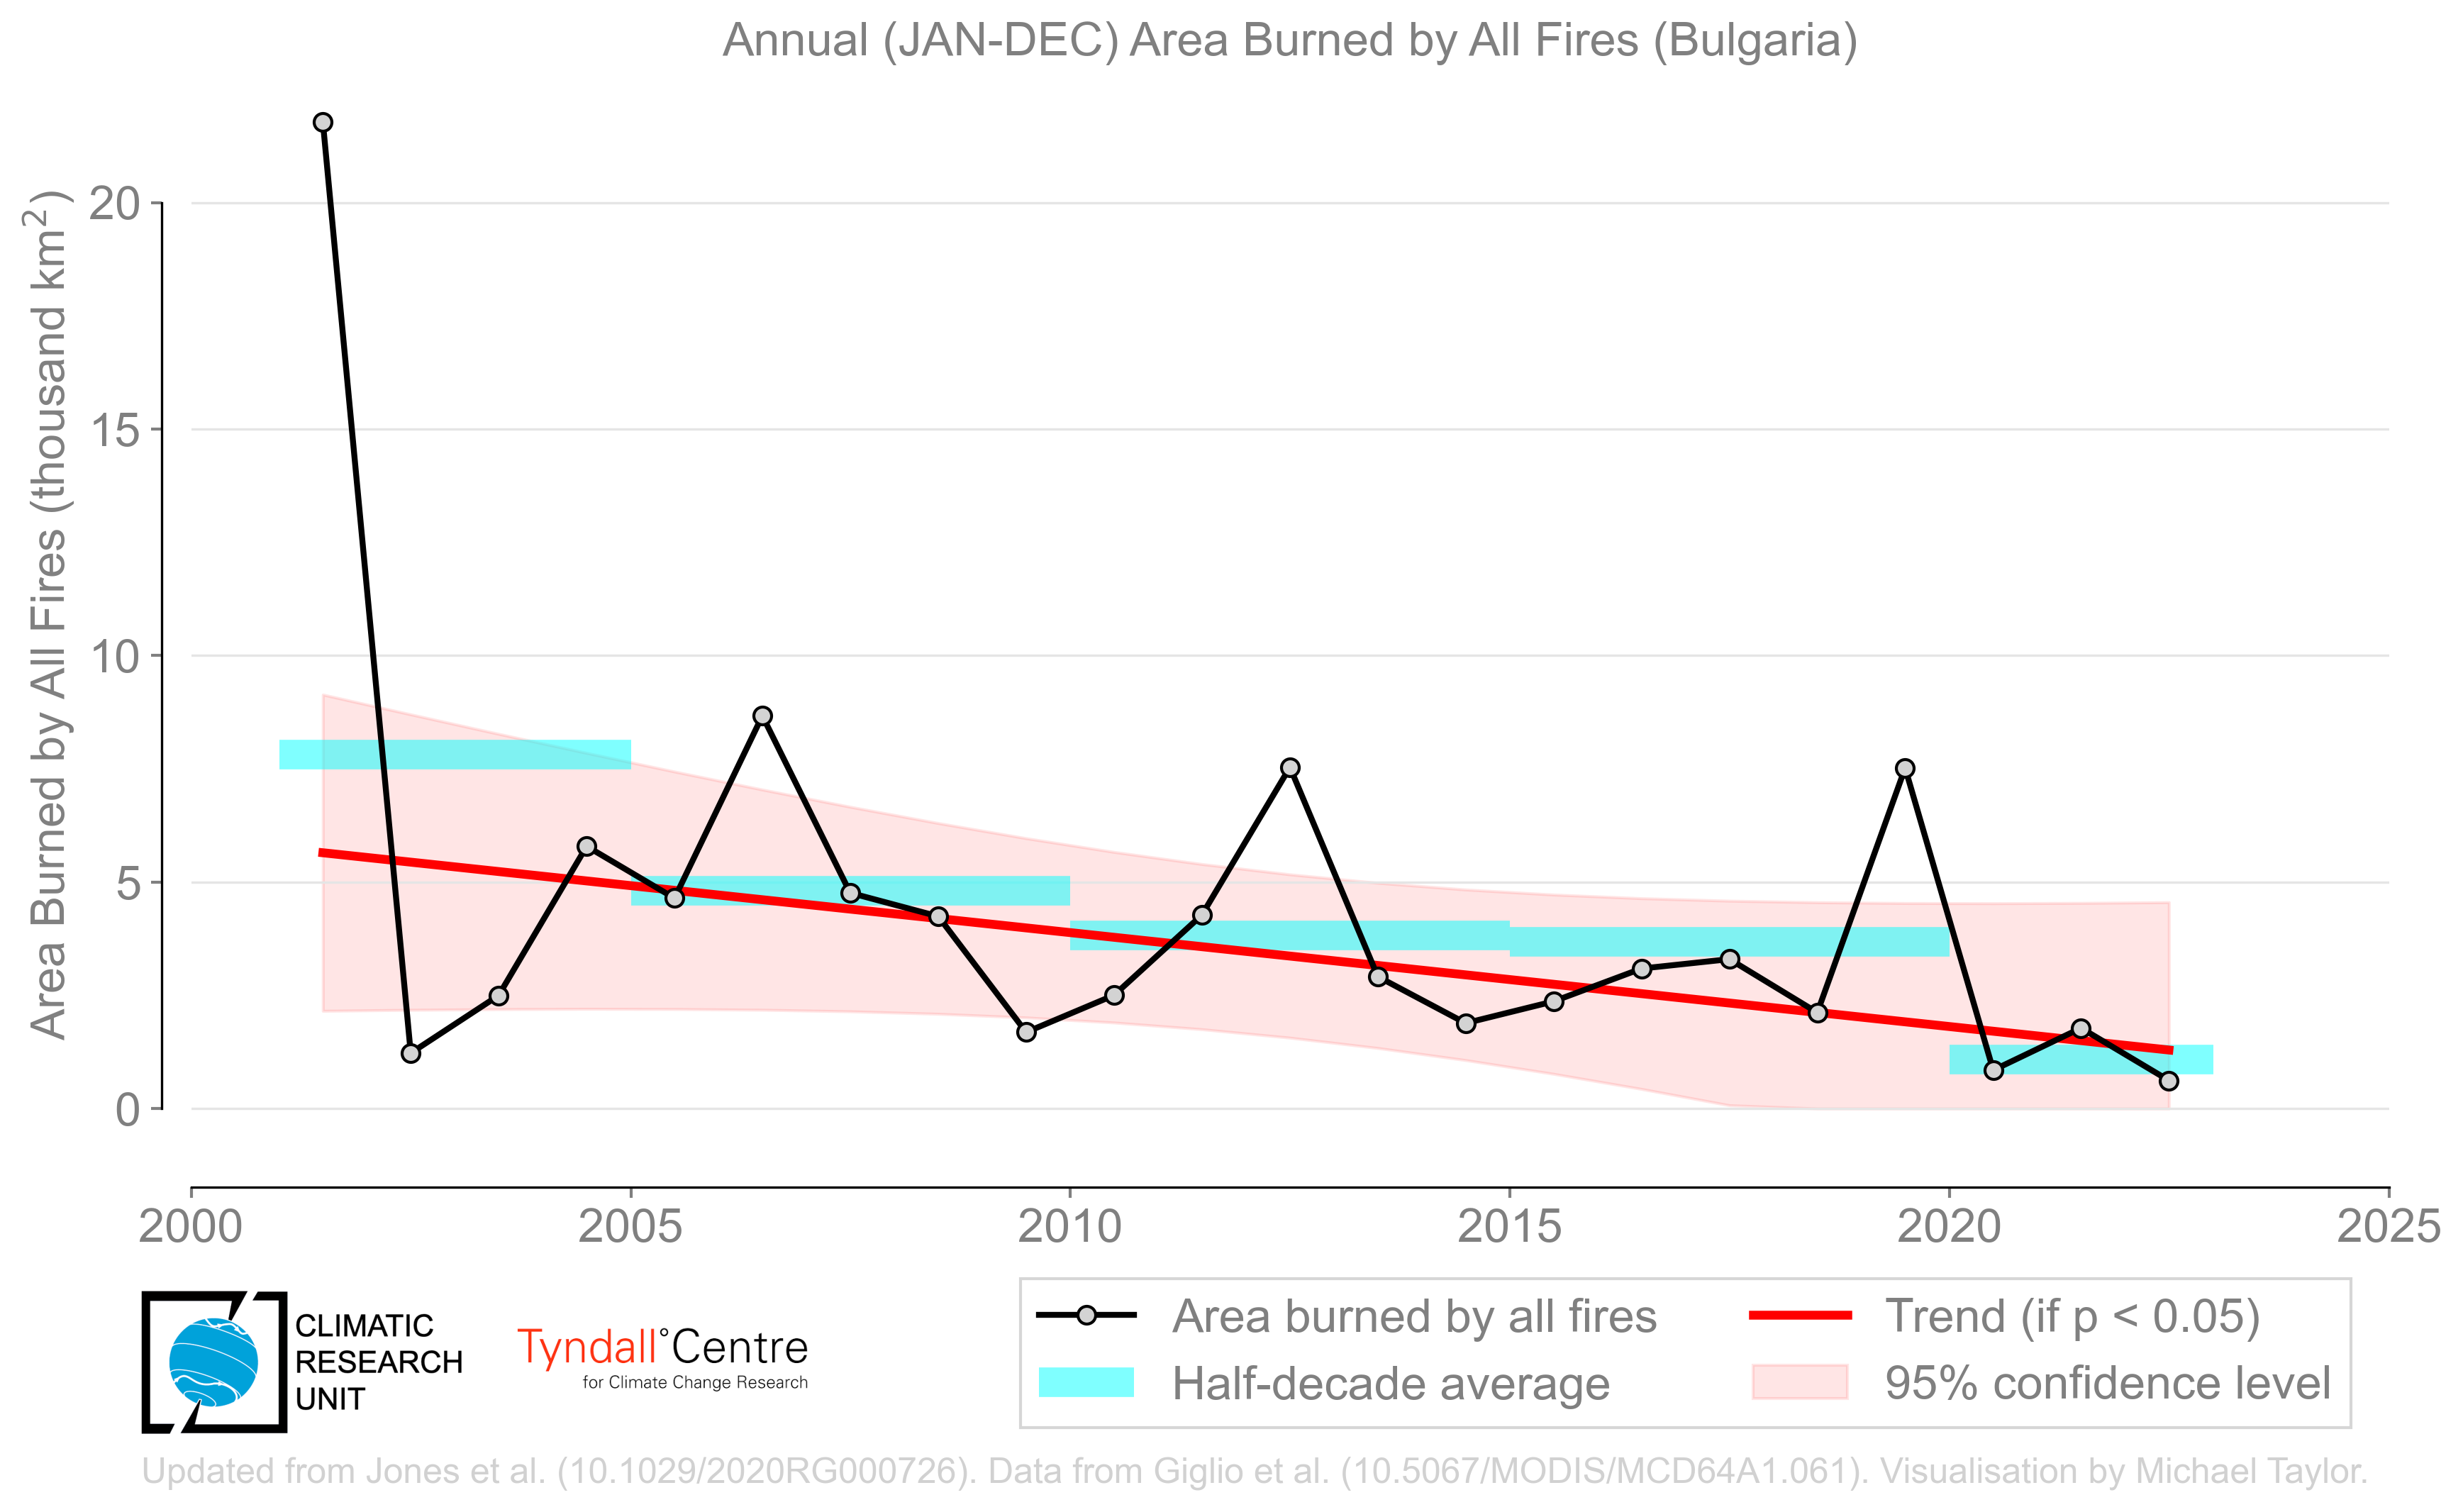 Annual (JAN-DEC) Area Burned by All Fires (Bulgaria)
Area Burned by All Fires (thousand km²)
20
15
10
5
0
2000 2005 2010 2015 2020 2025
CLIMATIC
RESEARCH
UNIT
Tyndall°Centre
for Climate Change Research
Area burned by all fires
Half-decade average
Trend (if p < 0.05)
95% confidence level
Updated from Jones et al. (10.1029/2020RG000726). Data from Giglio et al. (10.5067/MODIS/MCD64A1.061). Visualisation by Michael Taylor.